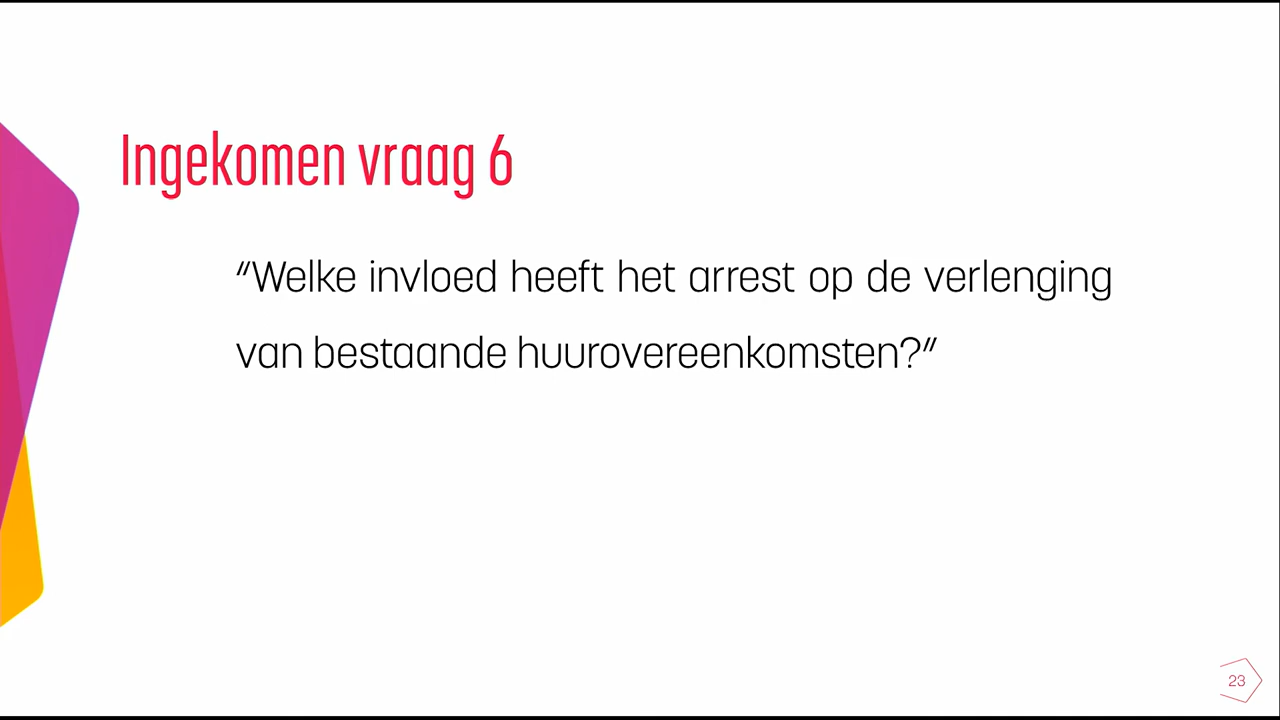 Ingekomen vraag 6
“Welke invloed heeft het arrest op de verlenging
van bestaande huurovereenkomsten?”
23